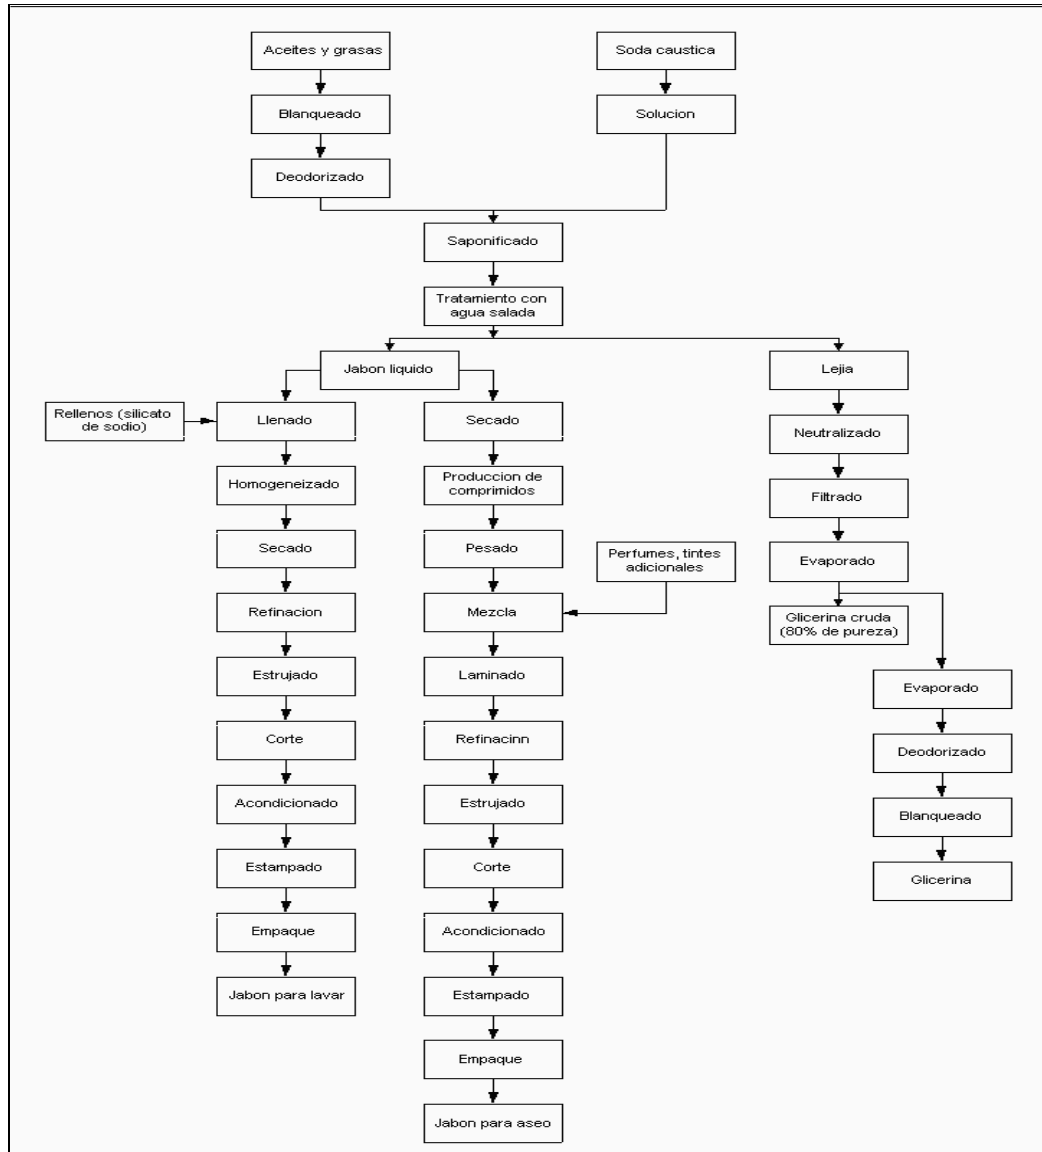 Aceites y grasas
Soda caustica
Blanqueado
Solucion
Deodorizado
Saponificado
Tratamiento con
agua salada
Jabon liquido
Lejia
Rellenos (silicato
de sodio)
Llenado
Secado
Neutralizado
Homogeneizado
Produccion de
comprimidos
Filtrado
Secado
Pesado
Perfumes, tintes
adicionales
Evaporado
Refinacion
Mezcla
Glicerina cruda
(80% de pureza)
Estrujado
Laminado
Evaporado
Corte
Refinacinn
Deodorizado
Acondicionado
Estrujado
Blanqueado
Estampado
Corte
Glicerina
Empaque
Acondicionado
Jabon para lavar
Estampado
Empaque
Jabon para aseo